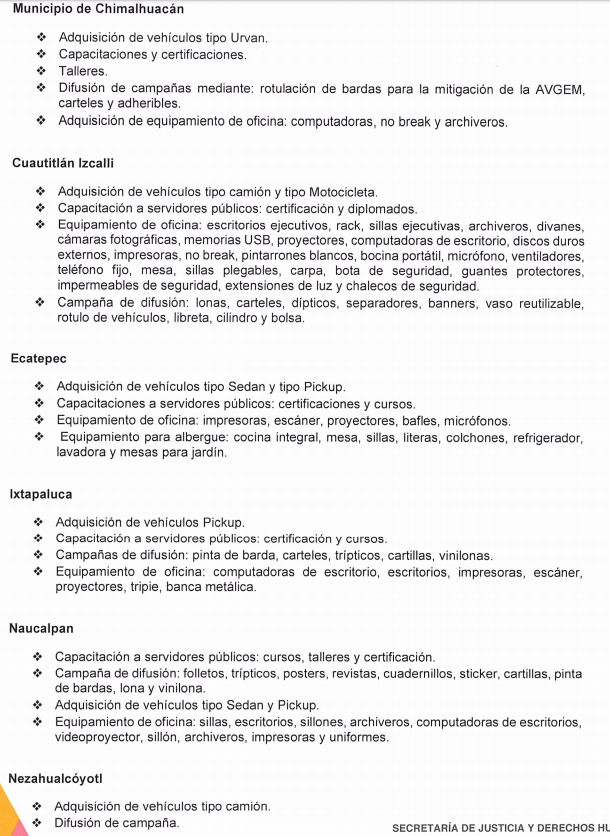 Municipio de Chimalhuacán
❖ Adquisición de vehículos tipo Urvan.
❖ Capacitaciones y certificaciones.
❖ Talleres.
❖ Difusión de campañas mediante: rotulación de bardas para la mitigación de la AVGEM,
carteles y adheribles.
❖ Adquisición de equipamiento de oficina: computadoras, no break y archiveros.
Cuautitlán Izcalli
❖ Adquisición de vehículos tipo camión y tipo Motocicleta.
❖ Capacitación a servidores públicos: certificación y diplomados.
❖ Equipamiento de oficina: escritorios ejecutivos, rack, sillas ejecutivas, archiveros, divanes,
cámaras fotográficas, memorias USB, proyectores, computadoras de escritorio, discos duros
externos, impresoras, no break, pintarrones blancos, bocina portátil, micrófono, ventiladores,
teléfono fijo, mesa, sillas plegables, carpa, bota de seguridad, guantes protectores,
impermeables de seguridad, extensiones de luz y chalecos de seguridad.
❖ Campaña de difusión: lonas, carteles, dípticos, separadores, banners, vaso reutilizable,
rotulo de vehículos, libreta, cilindro y bolsa.
Ecatepec
❖ Adquisición de vehículos tipo Sedan y tipo Pickup.
❖ Capacitaciones a servidores públicos: certificaciones y cursos.
❖ Equipamiento de oficina: impresoras, escáner, proyectores, bafles, micrófonos.
❖ Equipamiento para albergue: cocina integral, mesa, sillas, literas, colchones, refrigerador,
lavadora y mesas para jardín.
Ixtapaluca
❖ Adquisición de vehículos Pickup.
❖ Capacitación a servidores públicos: certificación y cursos.
❖ Campañas de difusión: pinta de barda, carteles, trípticos, cartillas, vinilonas.
❖ Equipamiento de oficina: computadoras de escritorio, escritorios, impresoras, escáner,
proyectores, tripie, banca metálica.
Naucalpan
❖ Capacitación a servidores públicos: cursos, talleres y certificación.
❖ Campaña de difusión: folletos, trípticos, posters, revistas, cuadernillos, sticker, cartillas, pinta
de bardas, lona y vinilona.
❖ Adquisición de vehículos tipo Sedan y Pickup.
❖ Equipamiento de oficina: sillas, escritorios, sillones, archiveros, computadoras de escritorios,
videoproyector, sillón, archiveros, impresoras y uniformes.
Nezahualcóyotl
❖ Adquisición de vehículos tipo camión.
❖ Difusión de campaña.
SECRETARÍA DE JUSTICIA Y DERECHOS HU